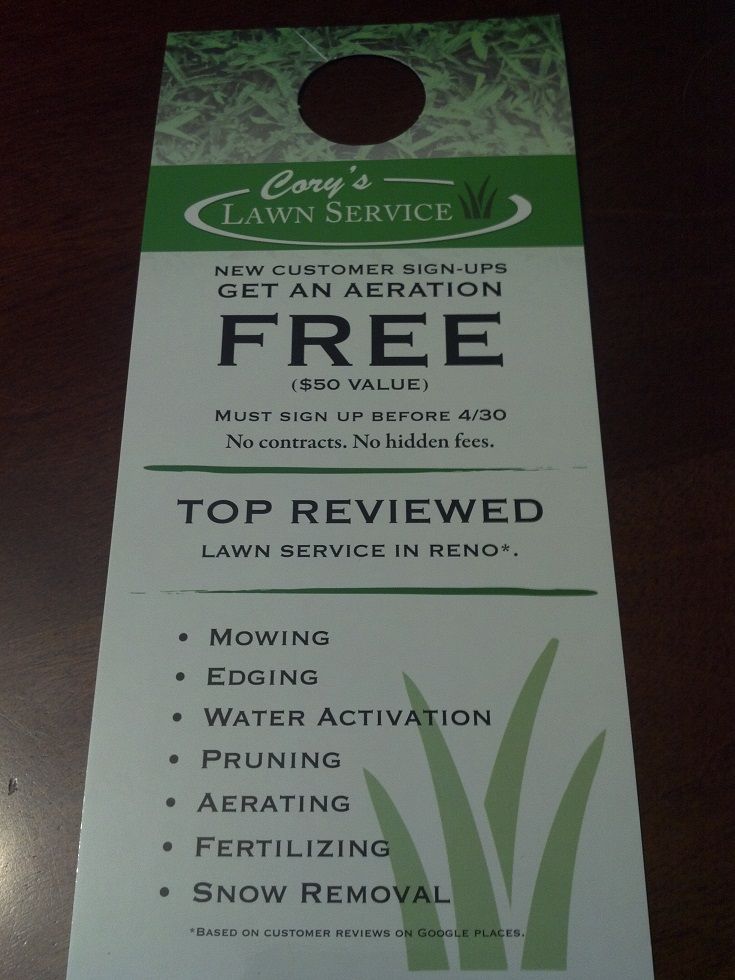 Cory's
LAWN SERVICE
NEW CUSTOMER SIGN-UPS
GET AN AERATION
FREE
($50 VALUE)
MUST SIGN UP BEFORE 4/30
No contracts. No hidden fees.
TOP REVIEWED
LAWN SERVICE IN RENO*.
• MOWING
• EDGING
• WATER ACTIVATION
• PRUNING
• AERATING
• FERTILIZING
• SNOW REMOVAL
*BASED ON CUSTOMER REVIEWS ON GOOGLE PLACES.